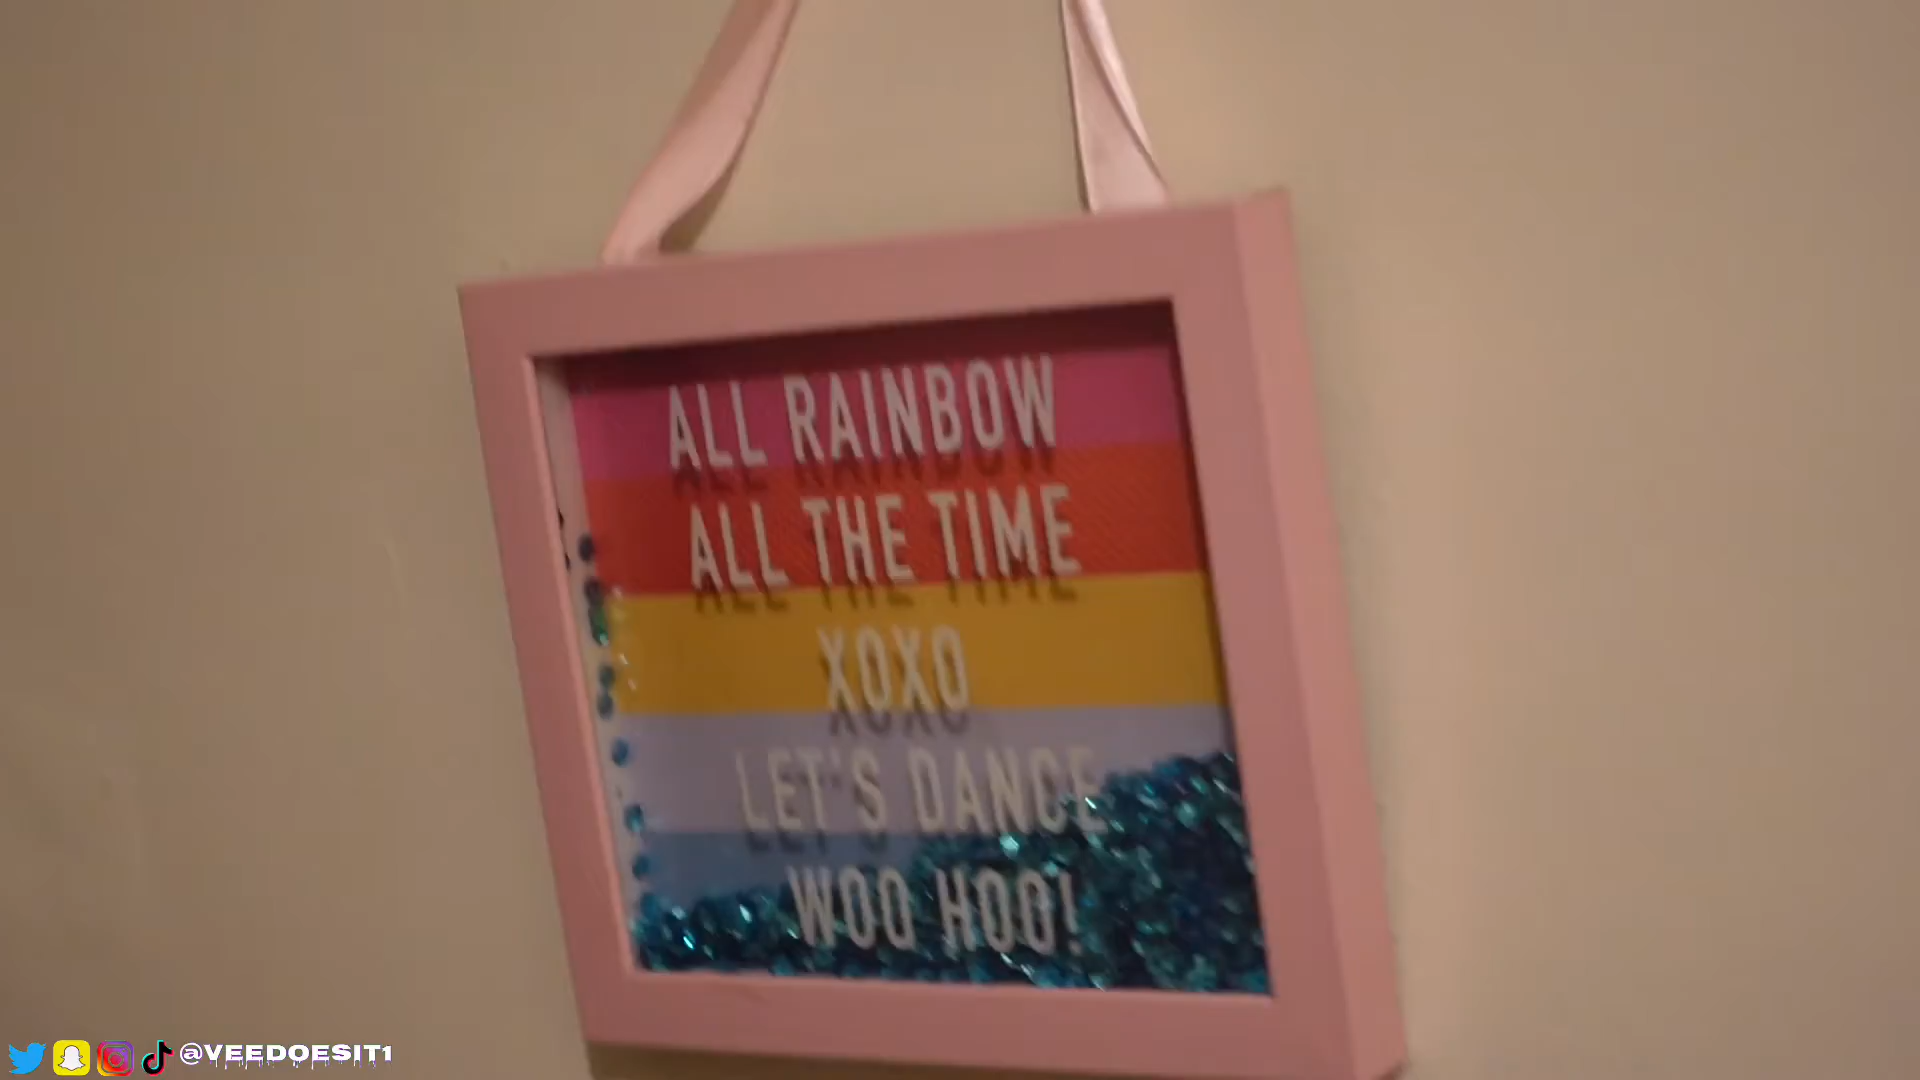 ALL RAINBOW
ALL THE TIME
XOXO
LET'S DANCE
WOO HOO!
@VEEDOESIT1